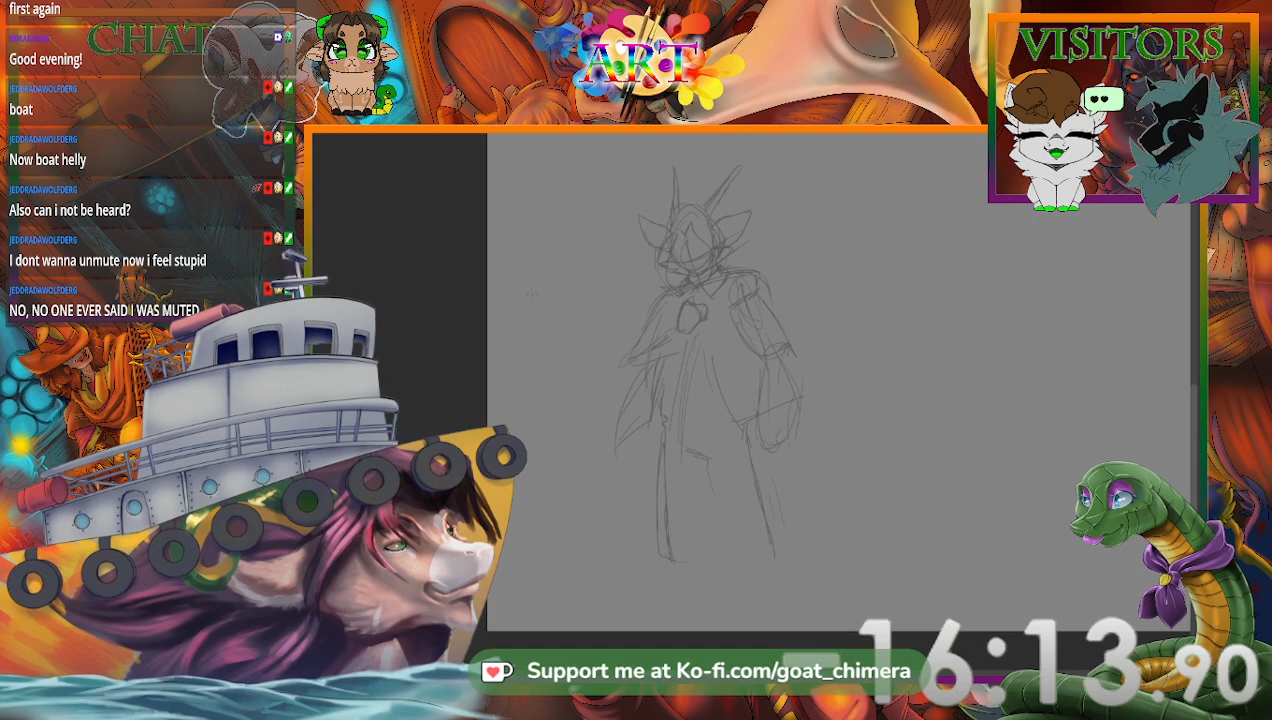 first again
CHAT
Good evening!
JEDDRADAWOLFDERG
boat
JEDDRADAWOLFDERG
Now boat helly
JEDDRADAWOLFDERG
Also can i not be heard?
JEDDRADAWOLFDERG
I dont wanna unmute now i feel stupid
JEDDRADAWOLFDERG
NO, NO ONE EVER SAID I WAS MUTED
ART
VISITORS
Support me at Ko-fi.com/goat_chimera
16:13.90